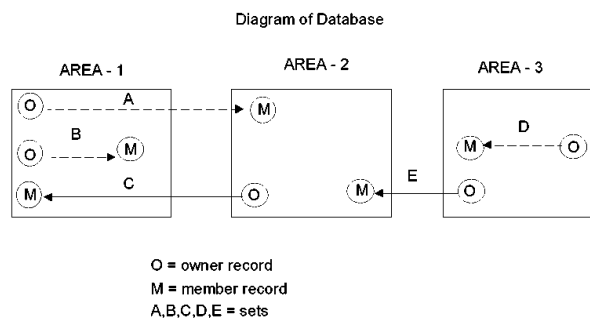 Diagram of Database
AREA - 1
AREA - 2
AREA - 3
O
A
M
B
O
M
M
C
O
M
E
M
D
O
O
O = owner record
M = member record
A,B,C,D,E = sets